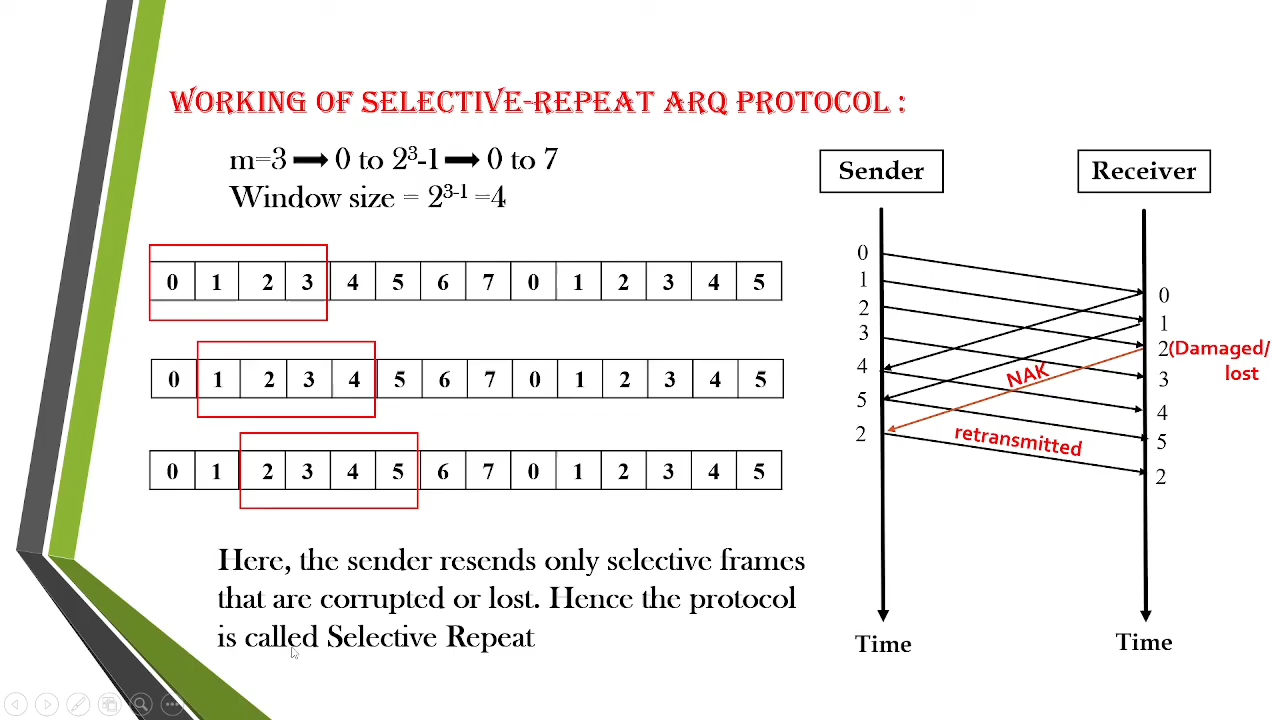 WORKING OF SELECTIVE-REPEAT ARQ PROTOCOL :
m=3 ➡ 0 to 2³-1 ➡ 0 to 7
Window size = 2³⁻¹ =4
0 1 2 3 4 5 6 7 0 1 2 3 4 5
0 1 2 3 4 5 6 7 0 1 2 3 4 5
0 1 2 3 4 5 6 7 0 1 2 3 4 5
Here, the sender resends only selective frames
that are corrupted or lost. Hence the protocol
is called Selective Repeat
Sender
Receiver
0
1
2
3
4
5
2
0
1
2 (Damaged/
lost
3
4
5
2
NAK
retransmitted
Time
Time